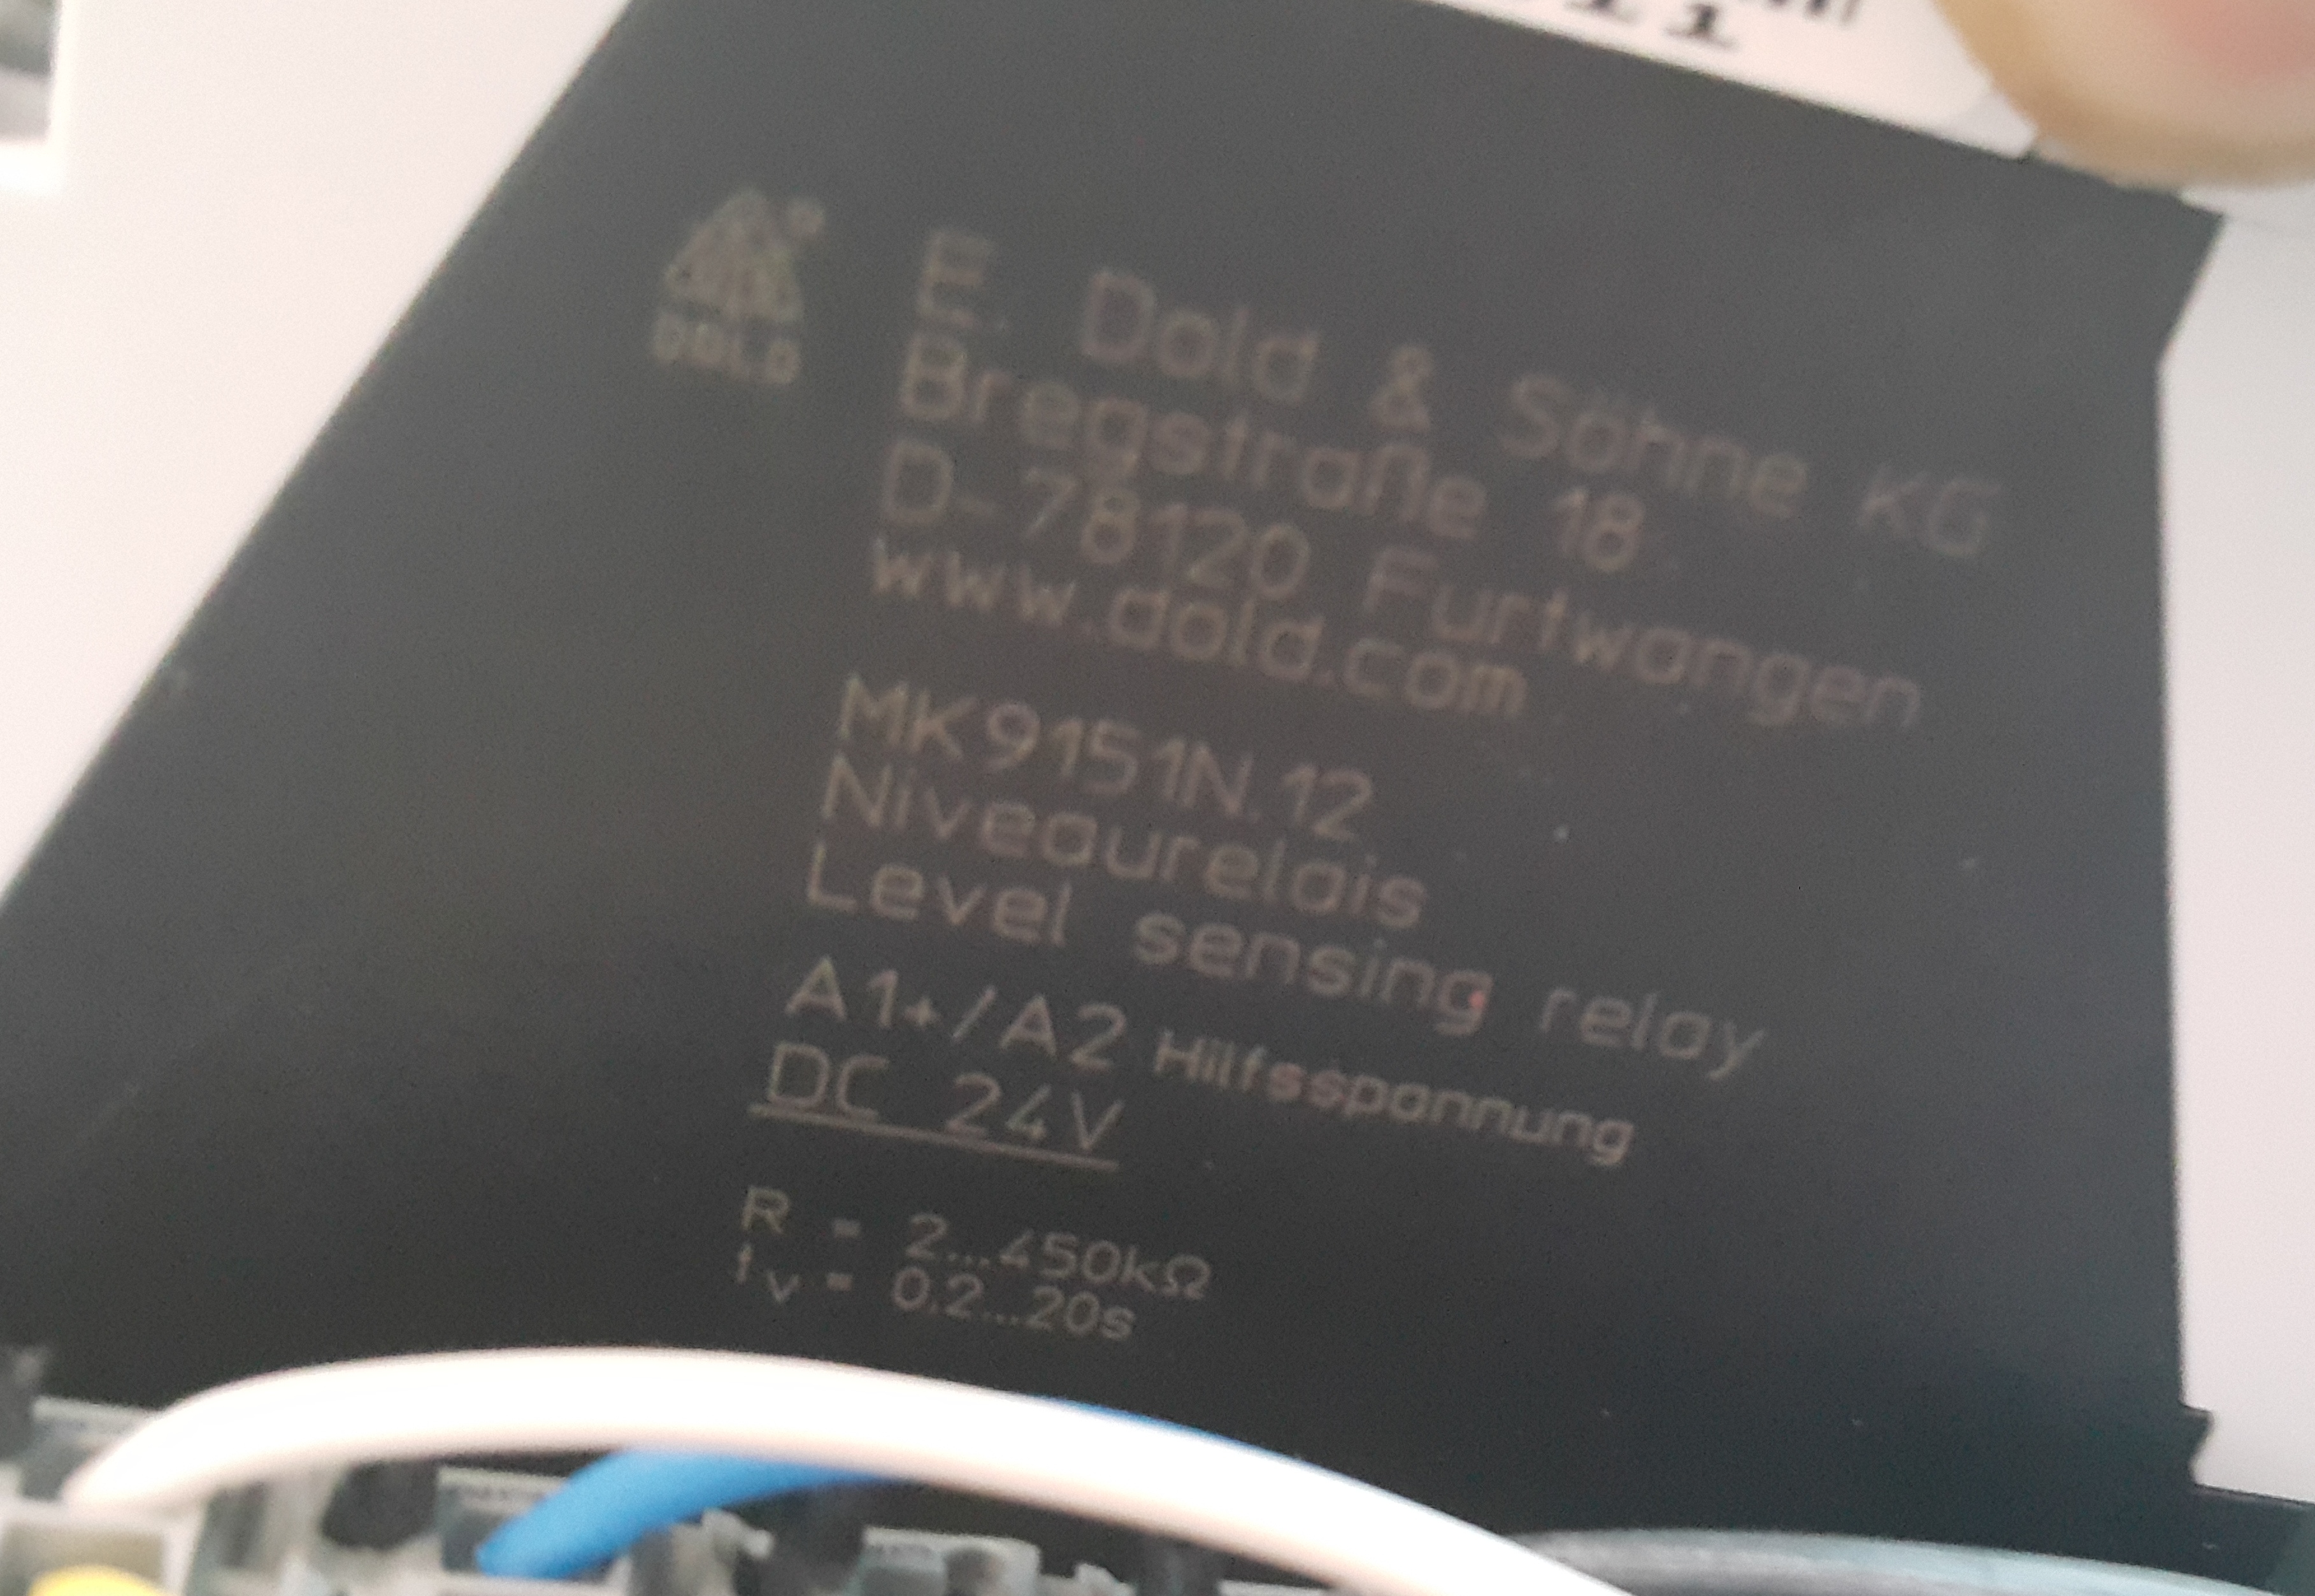 DOLD
E. Dold & Söhne KG
Bregstraße 18
D-78120 Furtwangen
www.dold.com
MK9151N.12
Niveaurelais
Level sensing relay
A1+/A2 Hilfsspannung
DC 24V
R = 2...450kΩ
tv = 0,2...20s